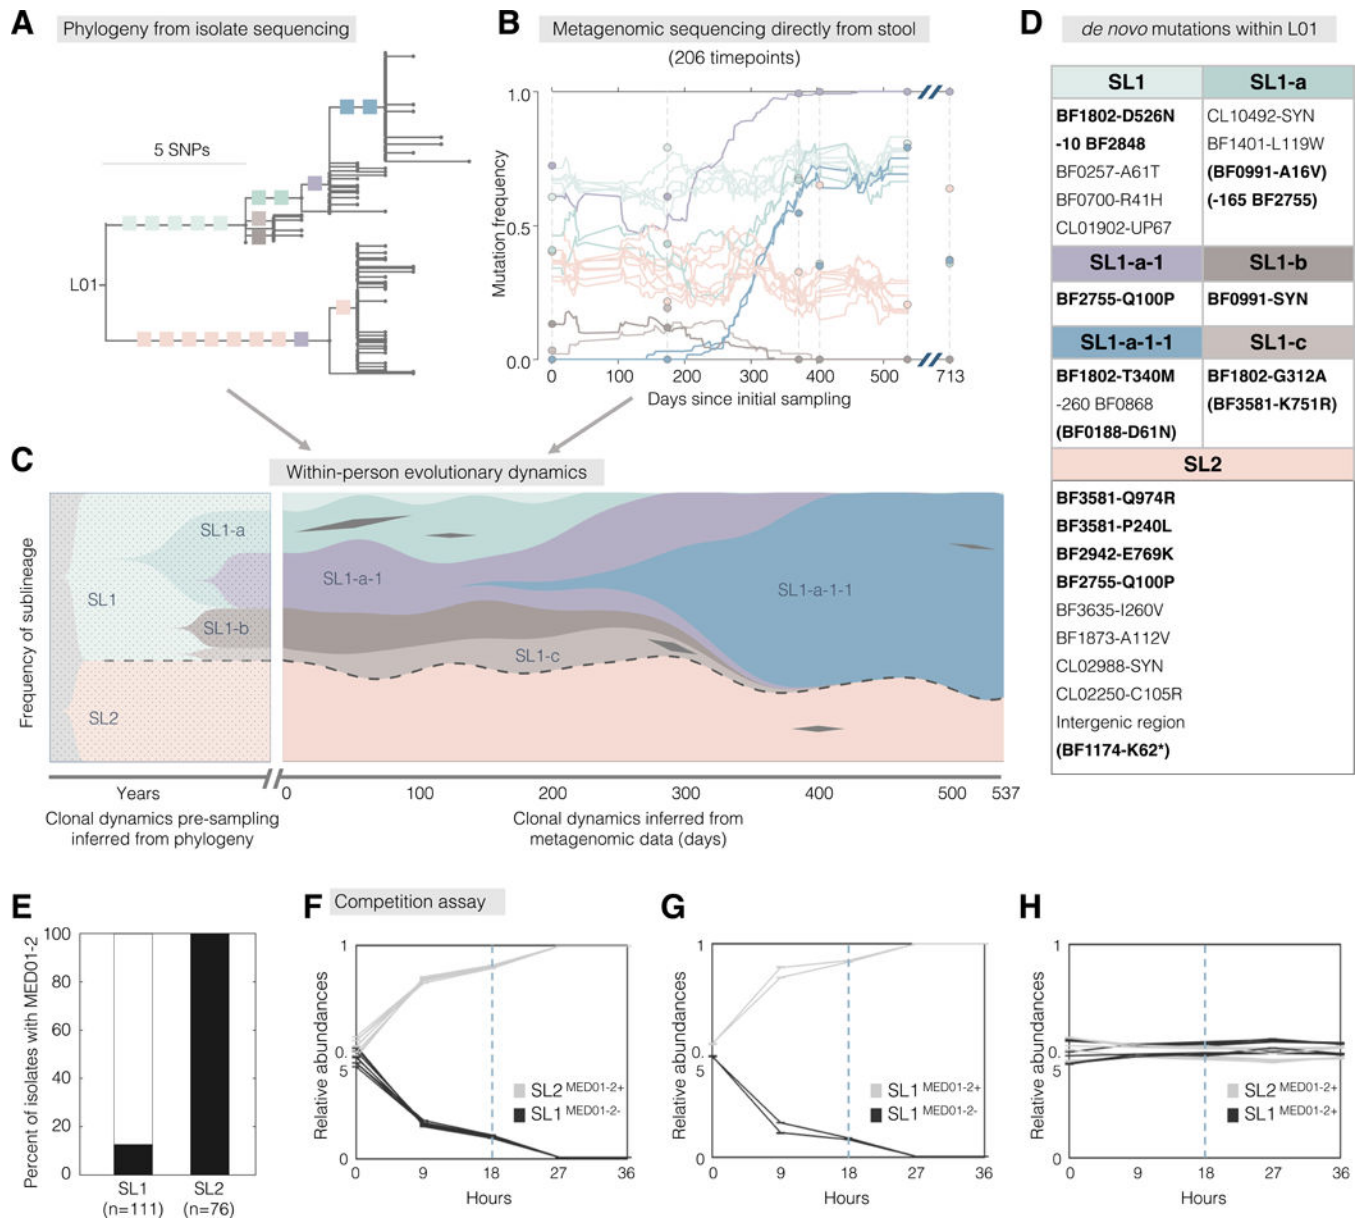 A
Phylogeny from isolate sequencing
5 SNPs
L01
B
Metagenomic sequencing directly from stool
(206 timepoints)
Mutation frequency
1.0
0.5
0.0
0
100
200
300
400
500
713
Days since initial sampling
C
Within-person evolutionary dynamics
Frequency of sublineage
SL1
SL2
SL1-a
SL1-b
SL1-a-1
SL1-c
SL1-a-1-1
Years
0
100
200
300
400
500
537
Clonal dynamics pre-sampling
inferred from phylogeny
Clonal dynamics inferred from
metagenomic data (days)
D
de novo mutations within L01
SL1
BF1802-D526N
-10 BF2848
BF0257-A61T
BF0700-R41H
CL01902-UP67
SL1-a
CL10492-SYN
BF1401-L119W
(BF0991-A16V)
(-165 BF2755)
SL1-a-1
BF2755-Q100P
SL1-b
BF0991-SYN
SL1-a-1-1
BF1802-T340M
-260 BF0868
(BF0188-D61N)
SL1-c
BF1802-G312A
(BF3581-K751R)
SL2
BF3581-Q974R
BF3581-P240L
BF2942-E769K
BF2755-Q100P
BF3635-I260V
BF1873-A112V
CL02988-SYN
CL02250-C105R
Intergenic region
(BF1174-K62*)
E
Percent of isolates with MED01-2
100
80
60
40
20
0
SL1
(n=111)
SL2
(n=76)
F
Competition assay
Relative abundances
1
0.
5
0
SL2 MED01-2+
SL1 MED01-2-
0
9
18
27
36
Hours
G
Relative abundances
1
0.
5
0
SL1 MED01-2+
SL1 MED01-2-
0
9
18
27
36
Hours
H
Relative abundances
1
0.
5
0
SL2 MED01-2+
SL1 MED01-2+
0
9
18
27
36
Hours